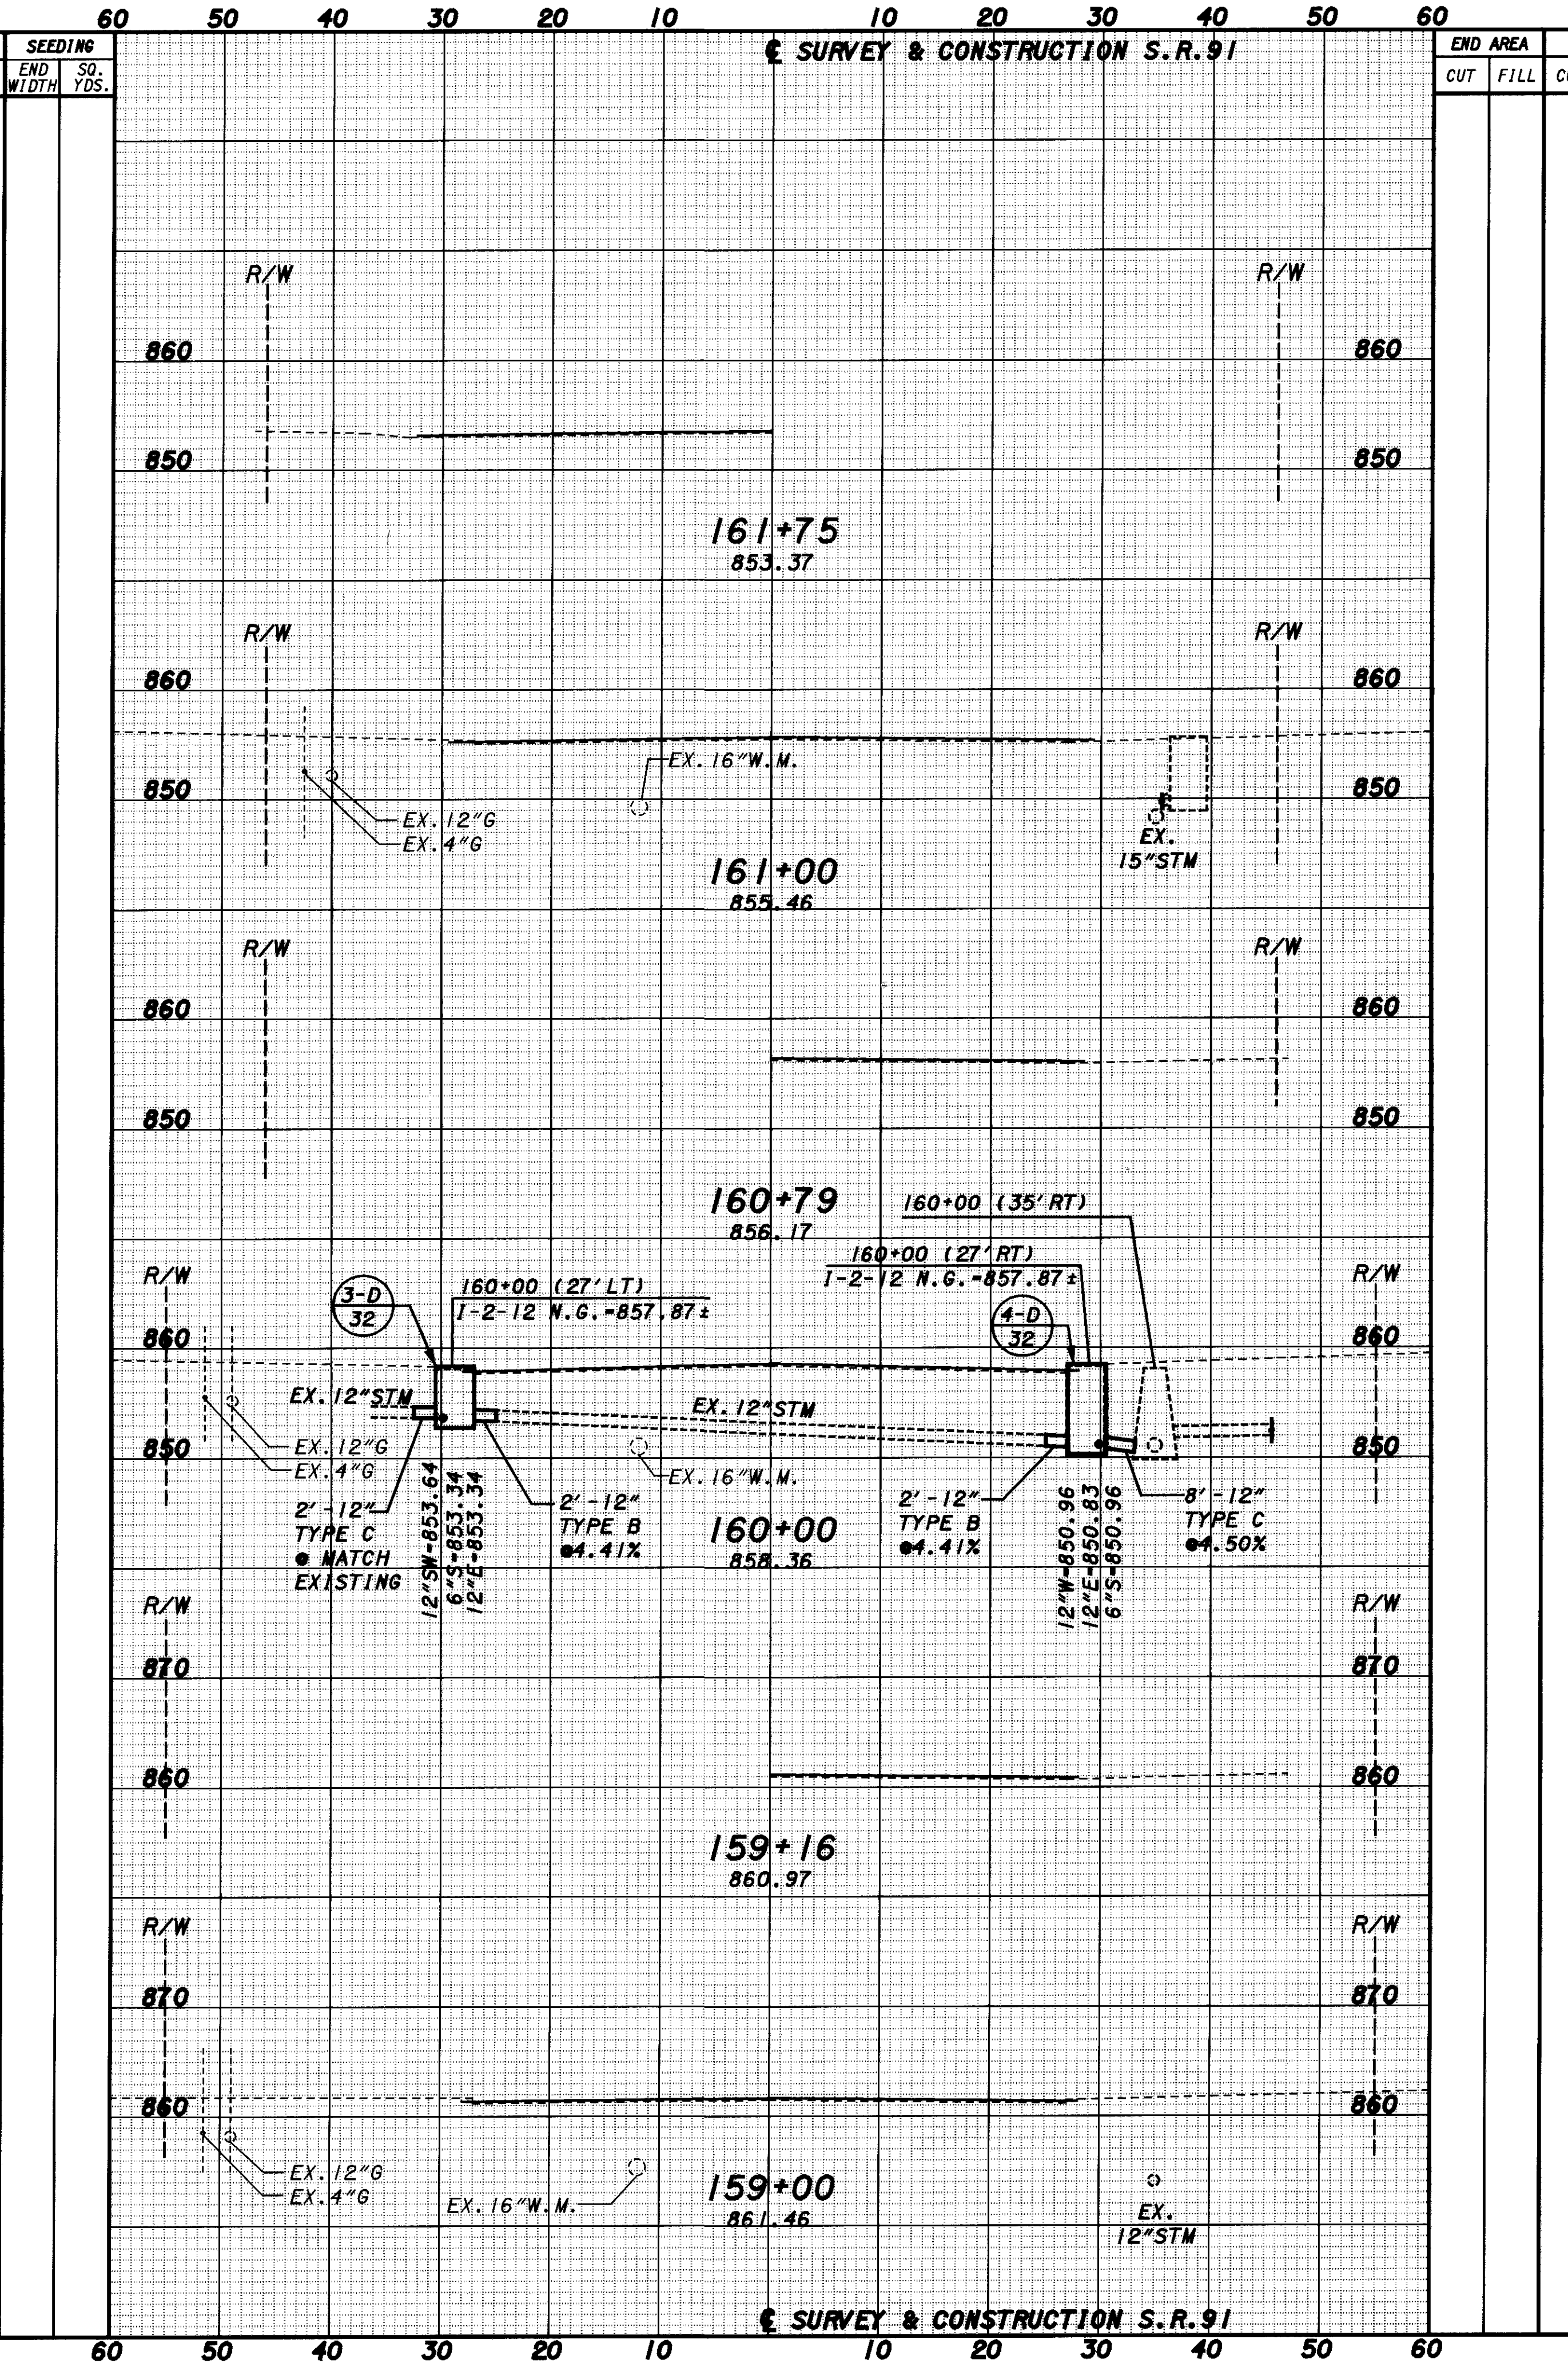 60 50 40 30 20 10 10 20 30 40 50 60
SEEDING
END WIDTH
SQ. YDS.
℄ SURVEY & CONSTRUCTION S.R.91
END AREA
CUT FILL
R/W R/W
860 860
850 850
161+75
853.37
R/W R/W
860 860
EX.16"W.M.
850 850
EX.12"G
EX.4"G
EX.
15"STM
161+00
855.46
R/W R/W
860 860
850 850
160+79
856.17
160+00 (35' RT)
160+00 (27' RT)
I-2-12 N.G.=857.87±
R/W R/W
160+00 (27' LT)
I-2-12 N.G.=857.87±
3-D
32
4-D
32
860 860
EX.12"STM
EX.12"STM
EX.12"G
EX.4"G
850 850
EX.16"W.M.
2'-12"
TYPE C
@ MATCH
EXISTING
12"SW=853.64
6"S=853.34
12"E=853.34
2'-12"
TYPE B
@4.41%
160+00
858.36
2'-12"
TYPE B
@4.41%
12"W=850.96
12"E=850.83
6"S=850.96
8'-12"
TYPE C
@4.50%
R/W R/W
870 870
860 860
159+16
860.97
R/W R/W
870 870
860 860
EX.12"G
EX.4"G
EX.16"W.M.
159+00
861.46
EX.
12"STM
℄ SURVEY & CONSTRUCTION S.R.91
60 50 40 30 20 10 10 20 30 40 50 60